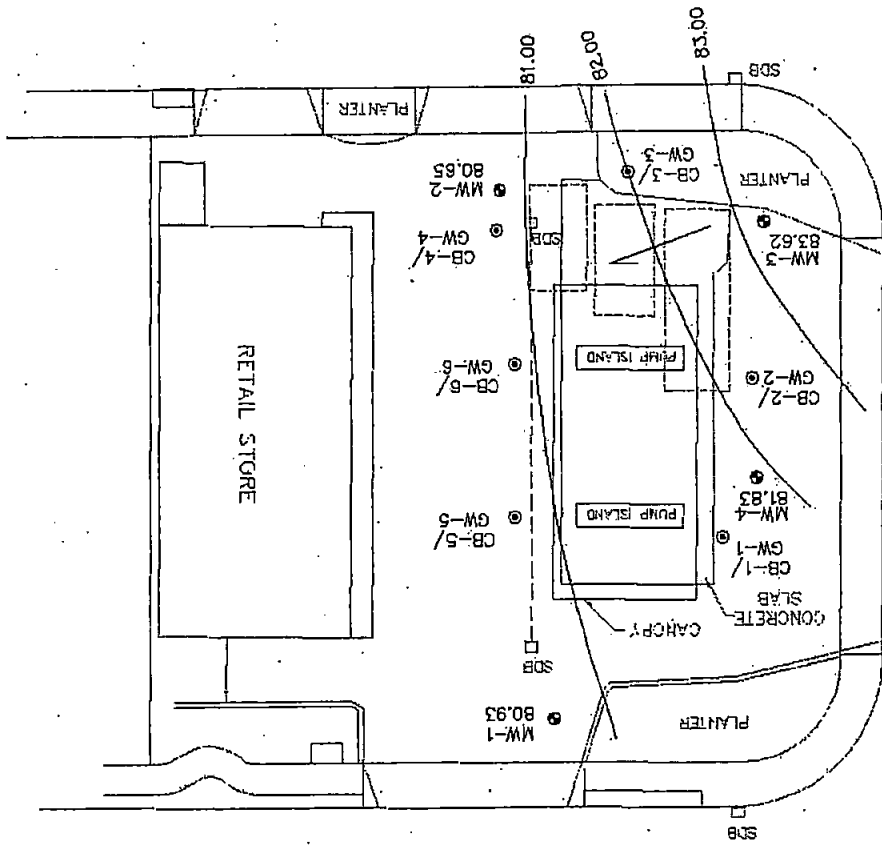 81.00
82.00
83.00
SDB
PLANTER
CB-3/
GW-3
PLANTER
MW-2
80.65
CB-4/
GW-4
SDB
MW-3
83.62
RETAIL STORE
PUMP ISLAND
CB-6/
GW-6
CB-2/
GW-2
MW-4
81.83
PUMP ISLAND
CB-5/
GW-5
CB-1/
GW-1
CONCRETE
SLAB
CANOPY
SDB
MW-1
80.93
PLANTER
SDB